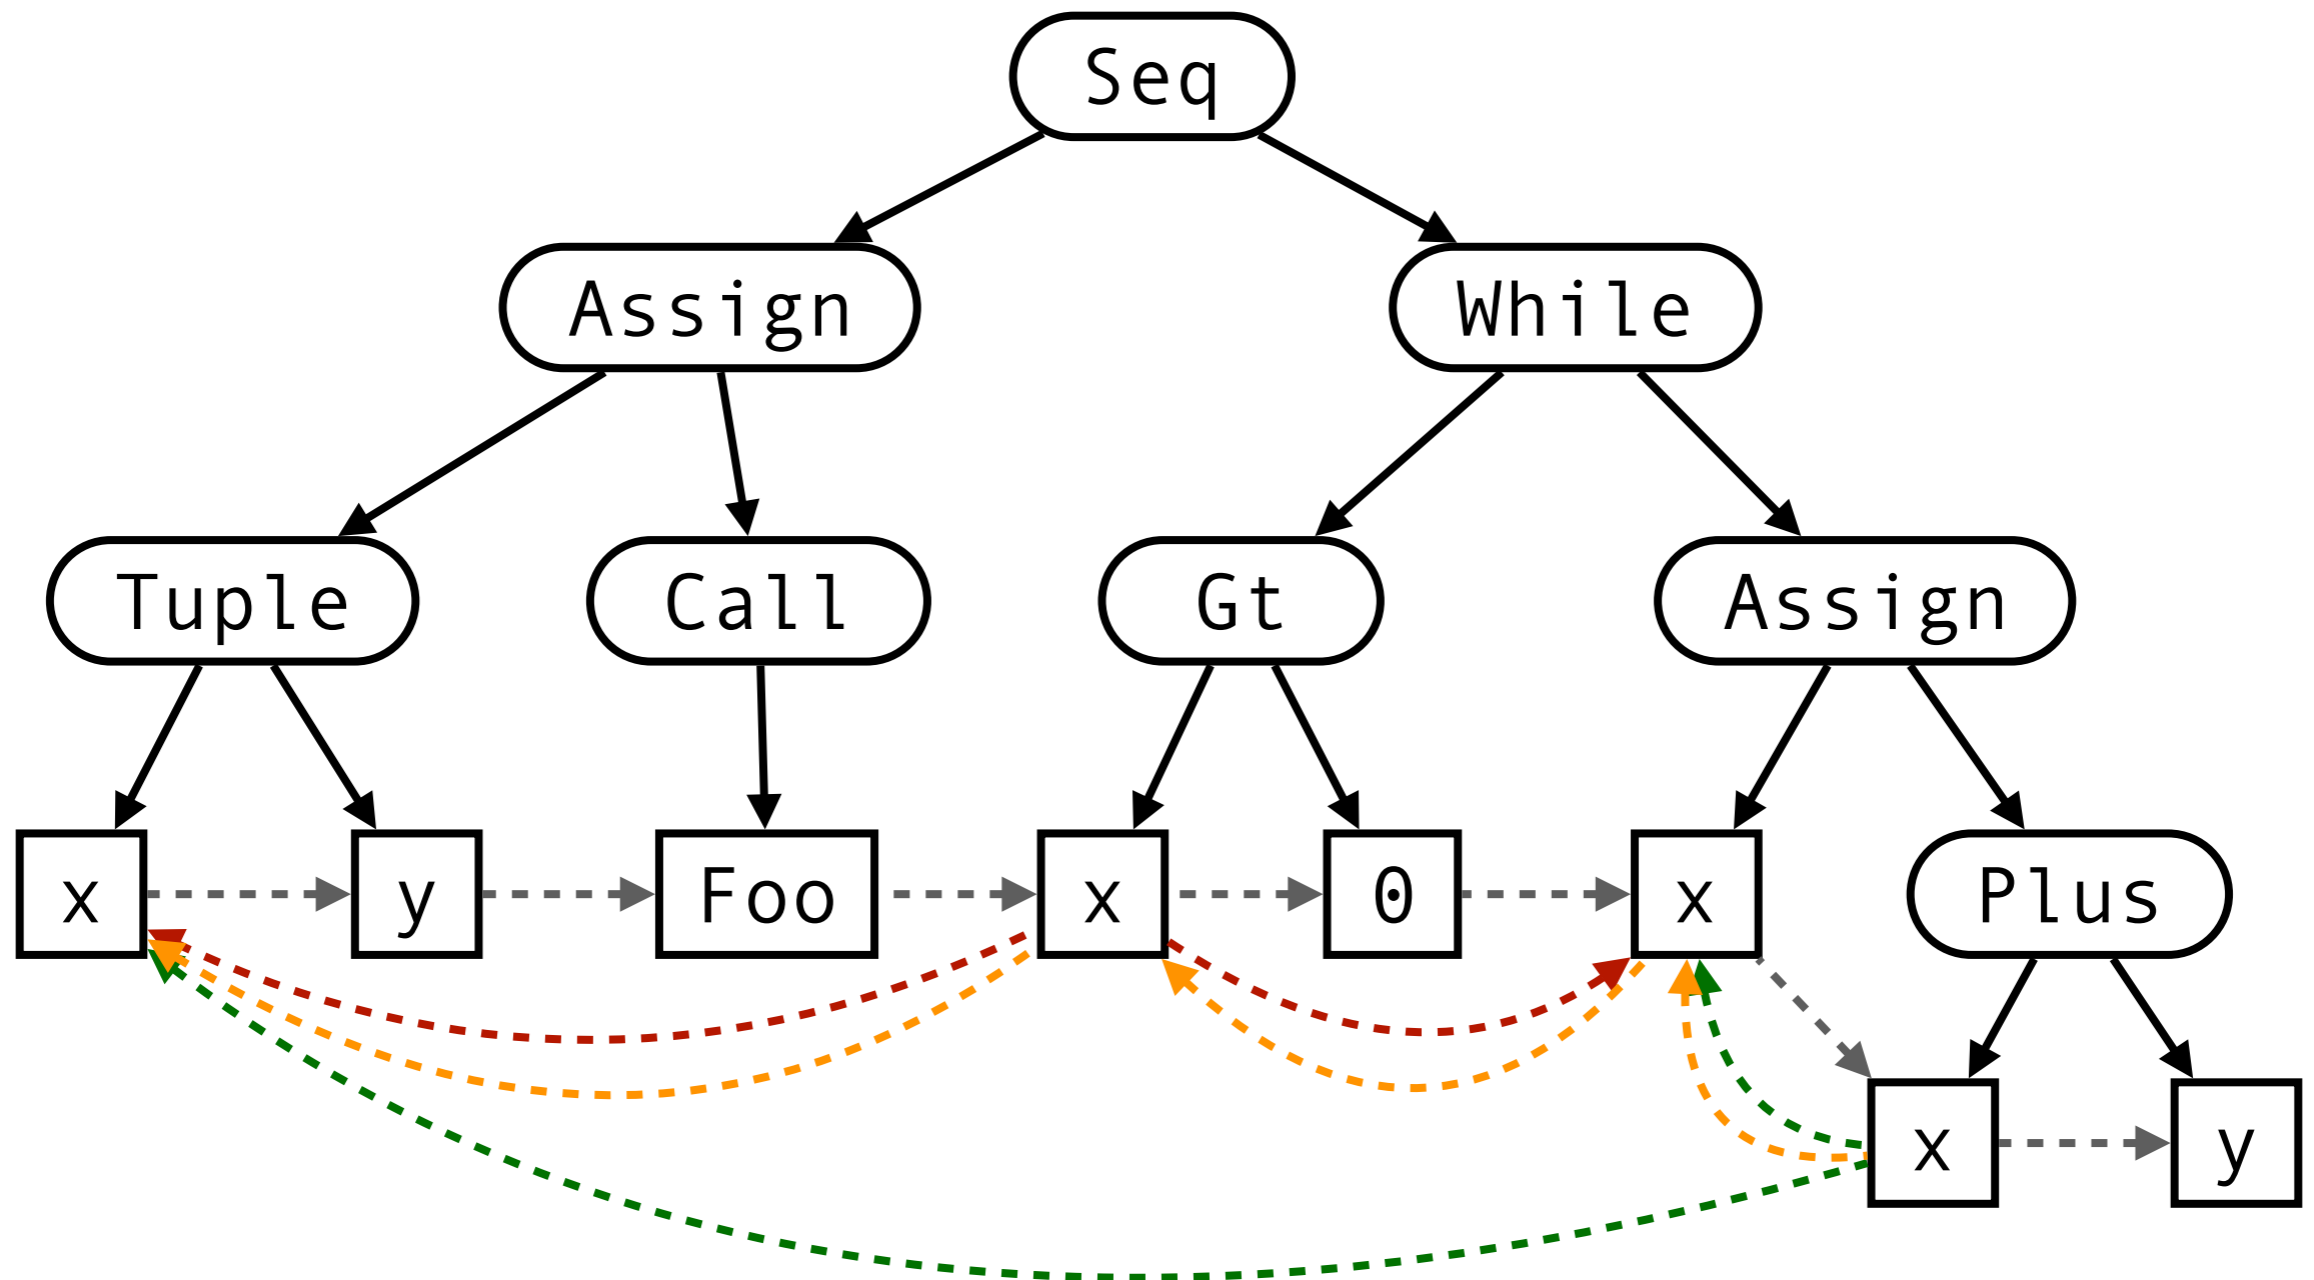 Seq
Assign While
Tuple Call Gt Assign
x y Foo x 0 x Plus
x y